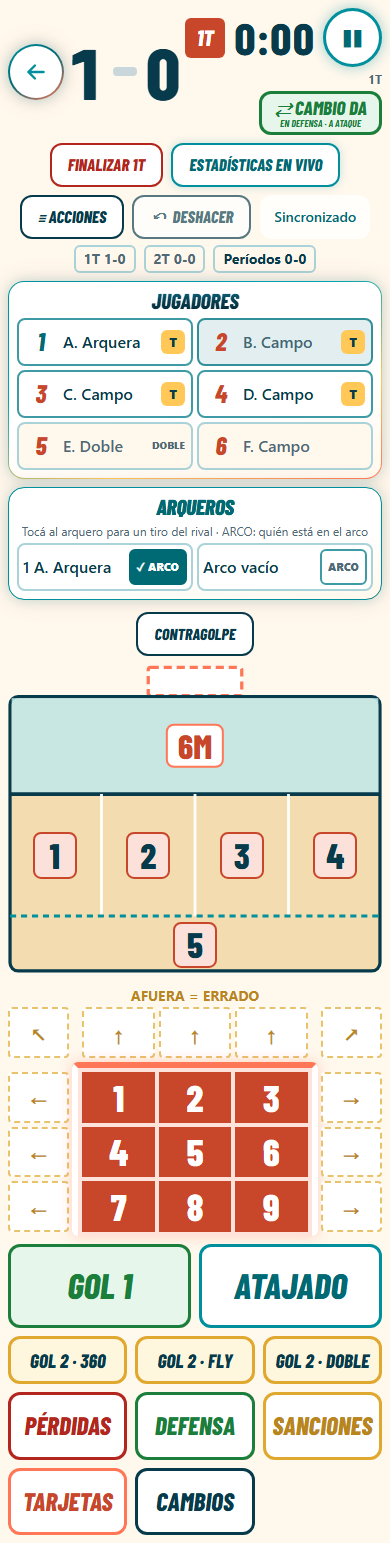 1 - 0
1T 0:00
1T
CAMBIO DA
EN DEFENSA · A ATAQUE
FINALIZAR 1T
ESTADÍSTICAS EN VIVO
≡ ACCIONES
DESHACER
Sincronizado
1T 1-0
2T 0-0
Períodos 0-0
JUGADORES
1 A. Arquera T
2 B. Campo T
3 C. Campo T
4 D. Campo T
5 E. Doble DOBLE
6 F. Campo
ARQUEROS
Tocá al arquero para un tiro del rival · ARCO: quién está en el arco
1 A. Arquera ✓ ARCO
Arco vacío ARCO
CONTRAGOLPE
6M
1 2 3 4
5
AFUERA = ERRADO
↖ ↑ ↑ ↑ ↗
← 1 2 3 →
← 4 5 6 →
← 7 8 9 →
GOL 1
ATAJADO
GOL 2 · 360
GOL 2 · FLY
GOL 2 · DOBLE
PÉRDIDAS
DEFENSA
SANCIONES
TARJETAS
CAMBIOS